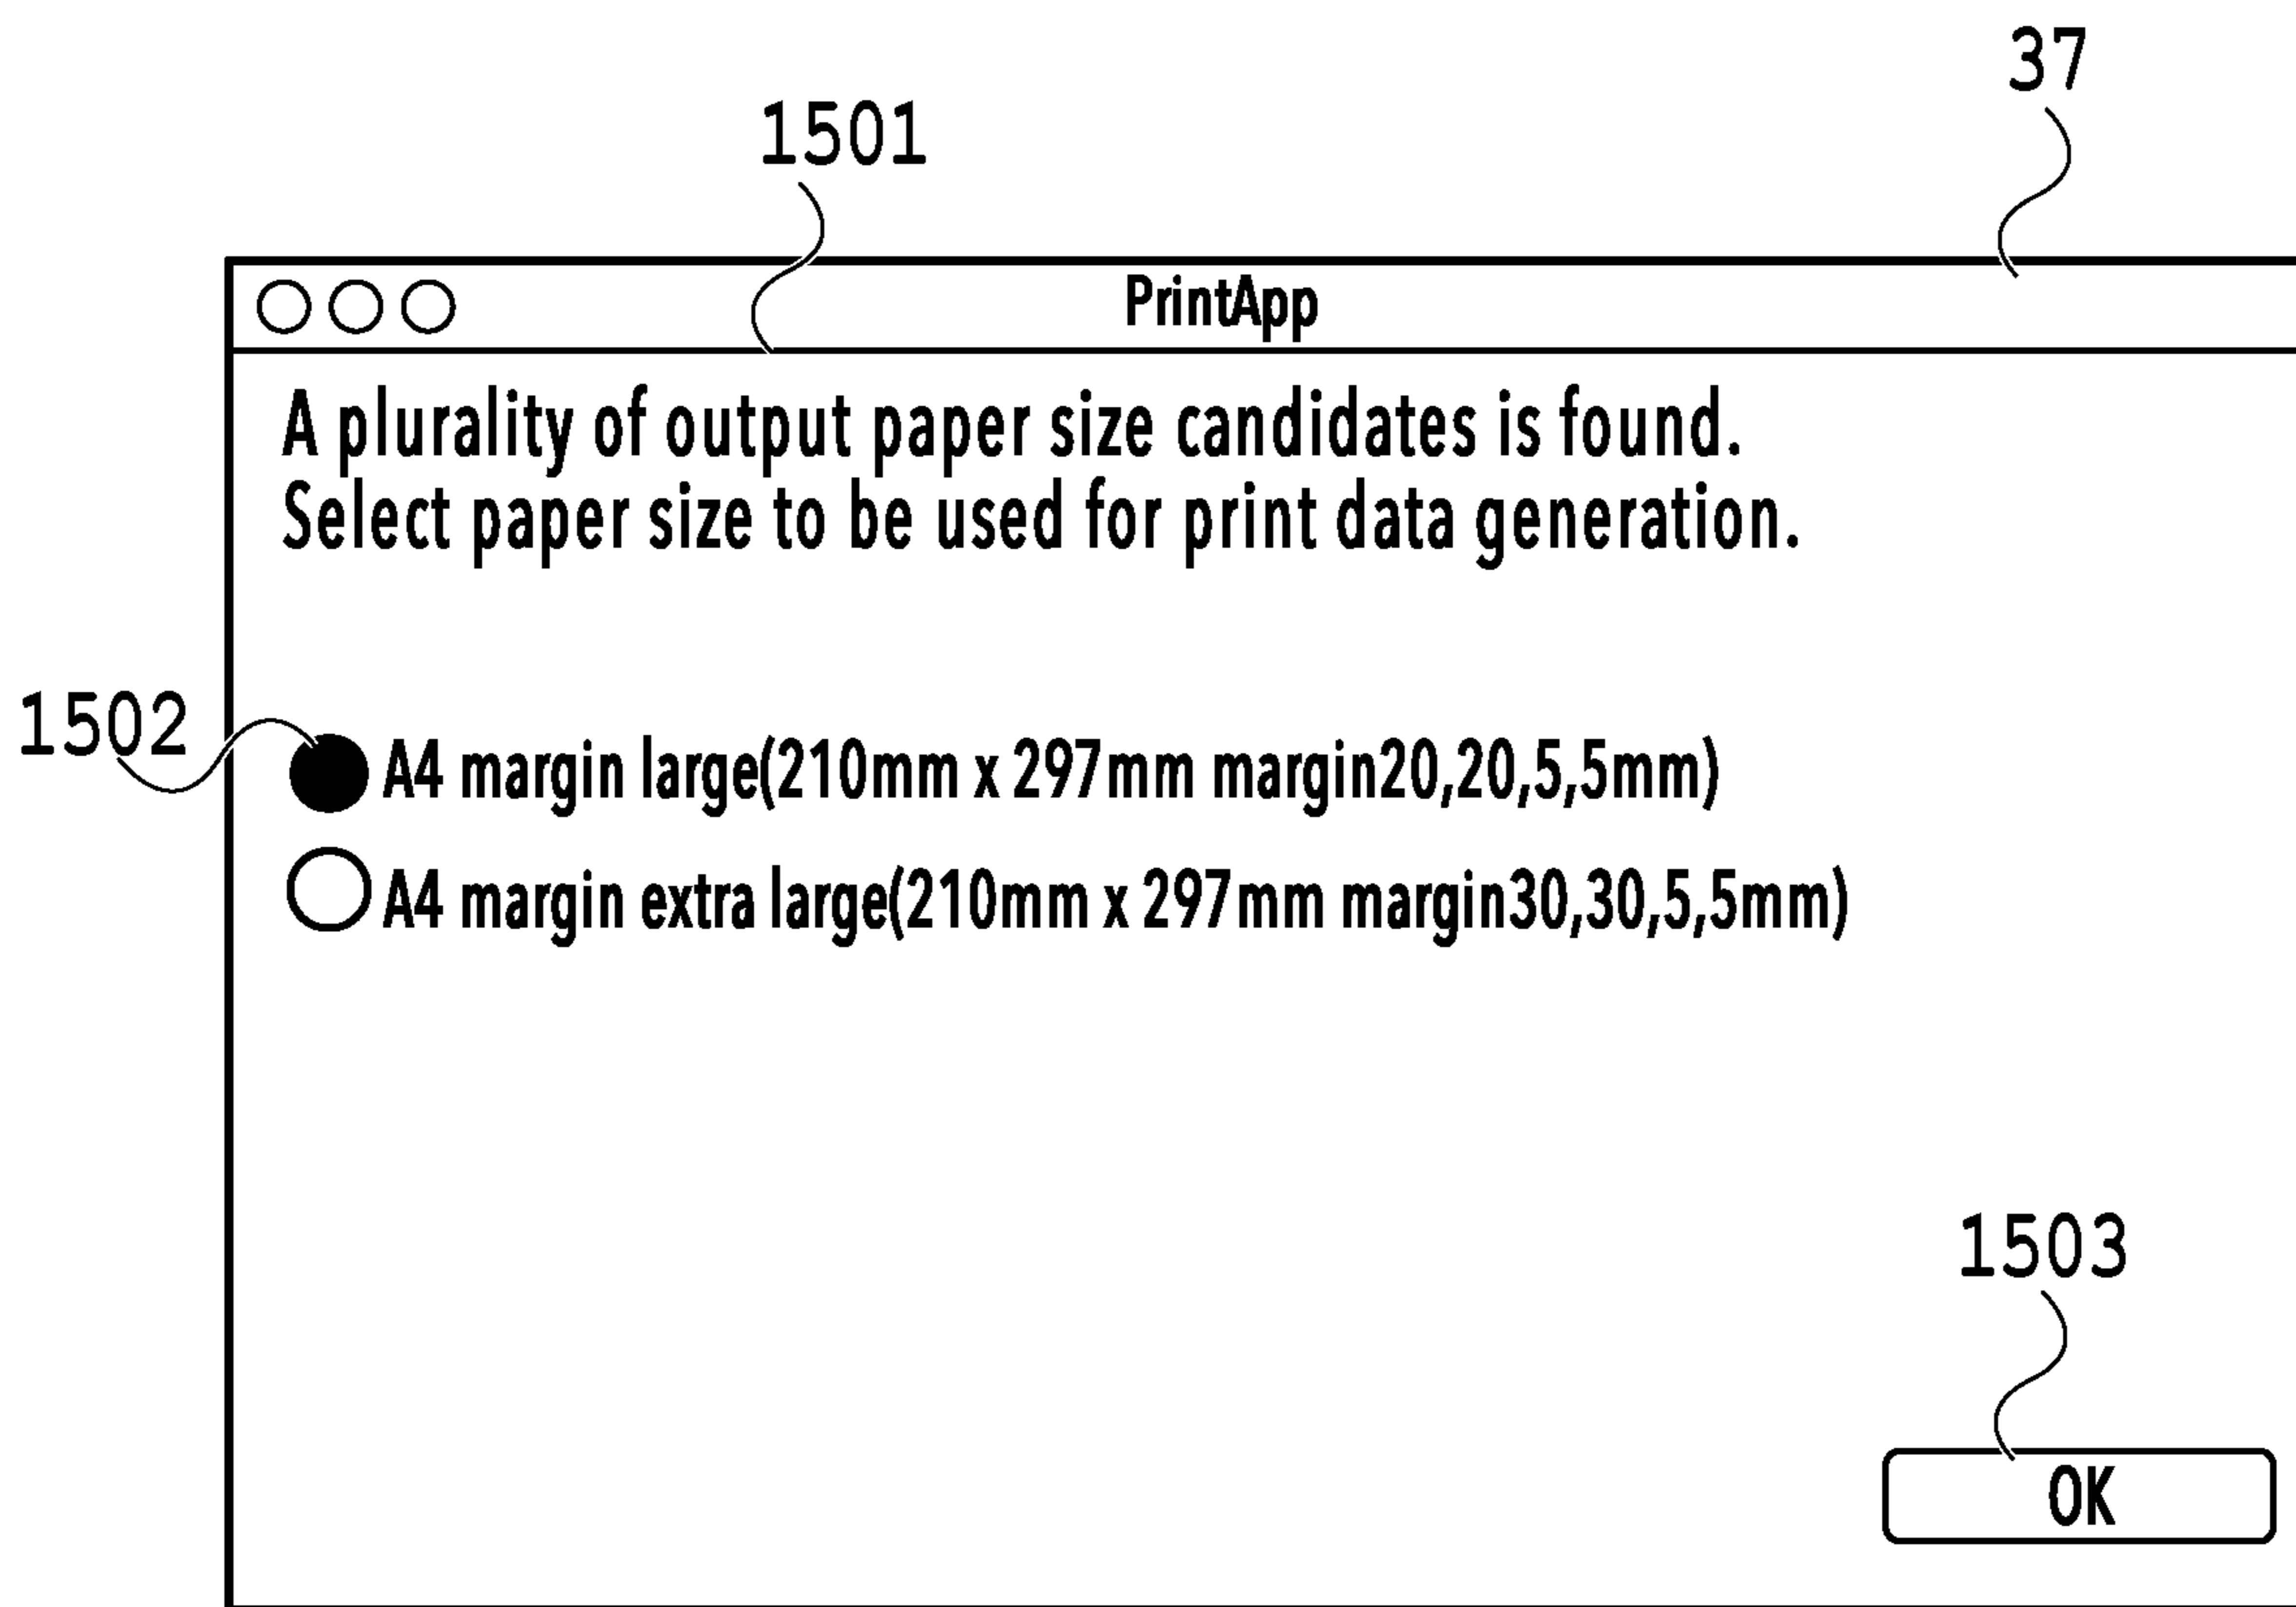 37
1501
PrintApp
A plurality of output paper size candidates is found.
Select paper size to be used for print data generation.
1502
A4 margin large(210mm x 297mm margin20,20,5,5mm)
A4 margin extra large(210mm x 297mm margin30,30,5,5mm)
1503
OK